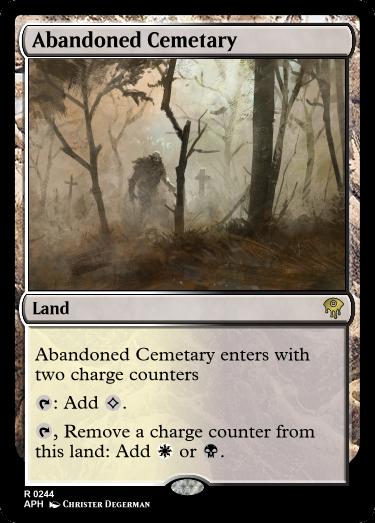 Abandoned Cemetary
Land
Abandoned Cemetary enters with
two charge counters
: Add .
, Remove a charge counter from
this land: Add or .
R 0244
APH Christer Degerman